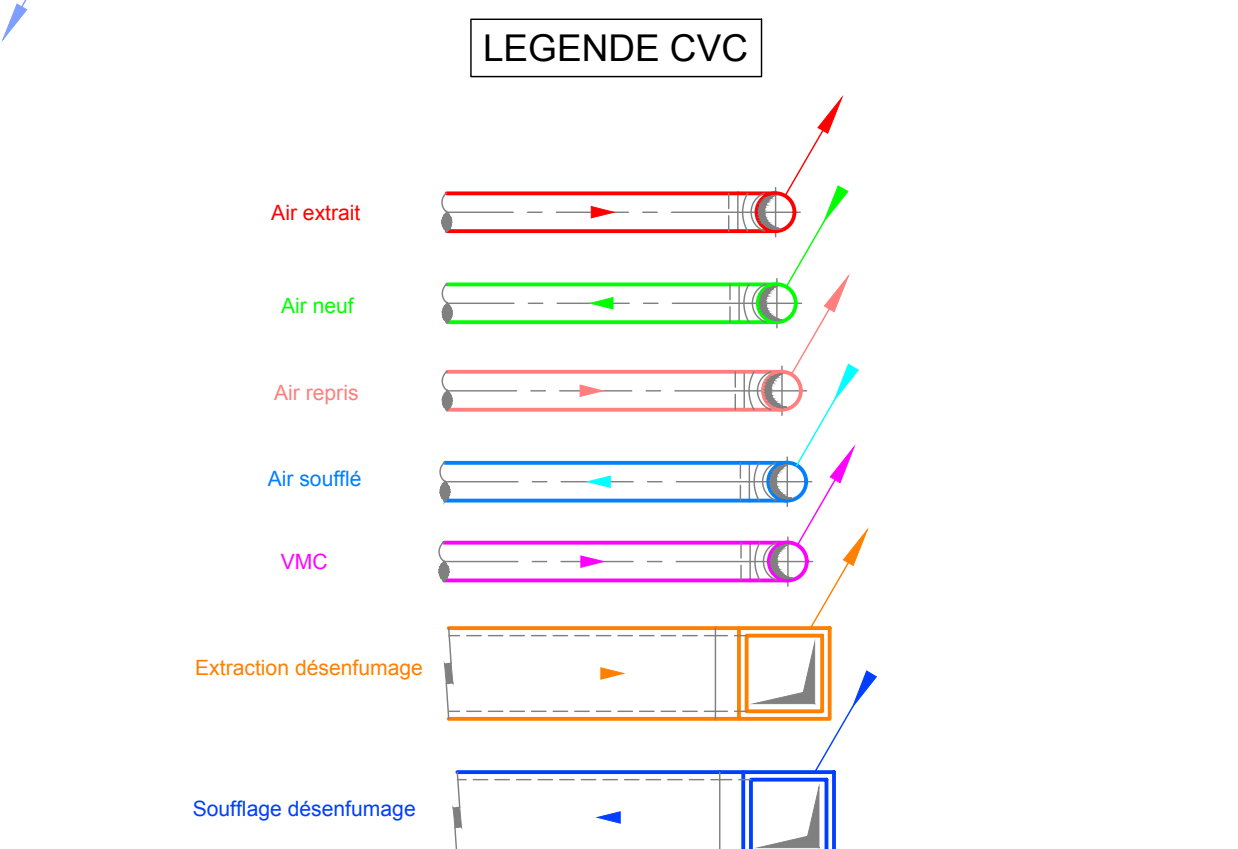 LEGENDE CVC
Air extrait
Air neuf
Air repris
Air soufflé
VMC
Extraction désenfumage
Soufflage désenfumage